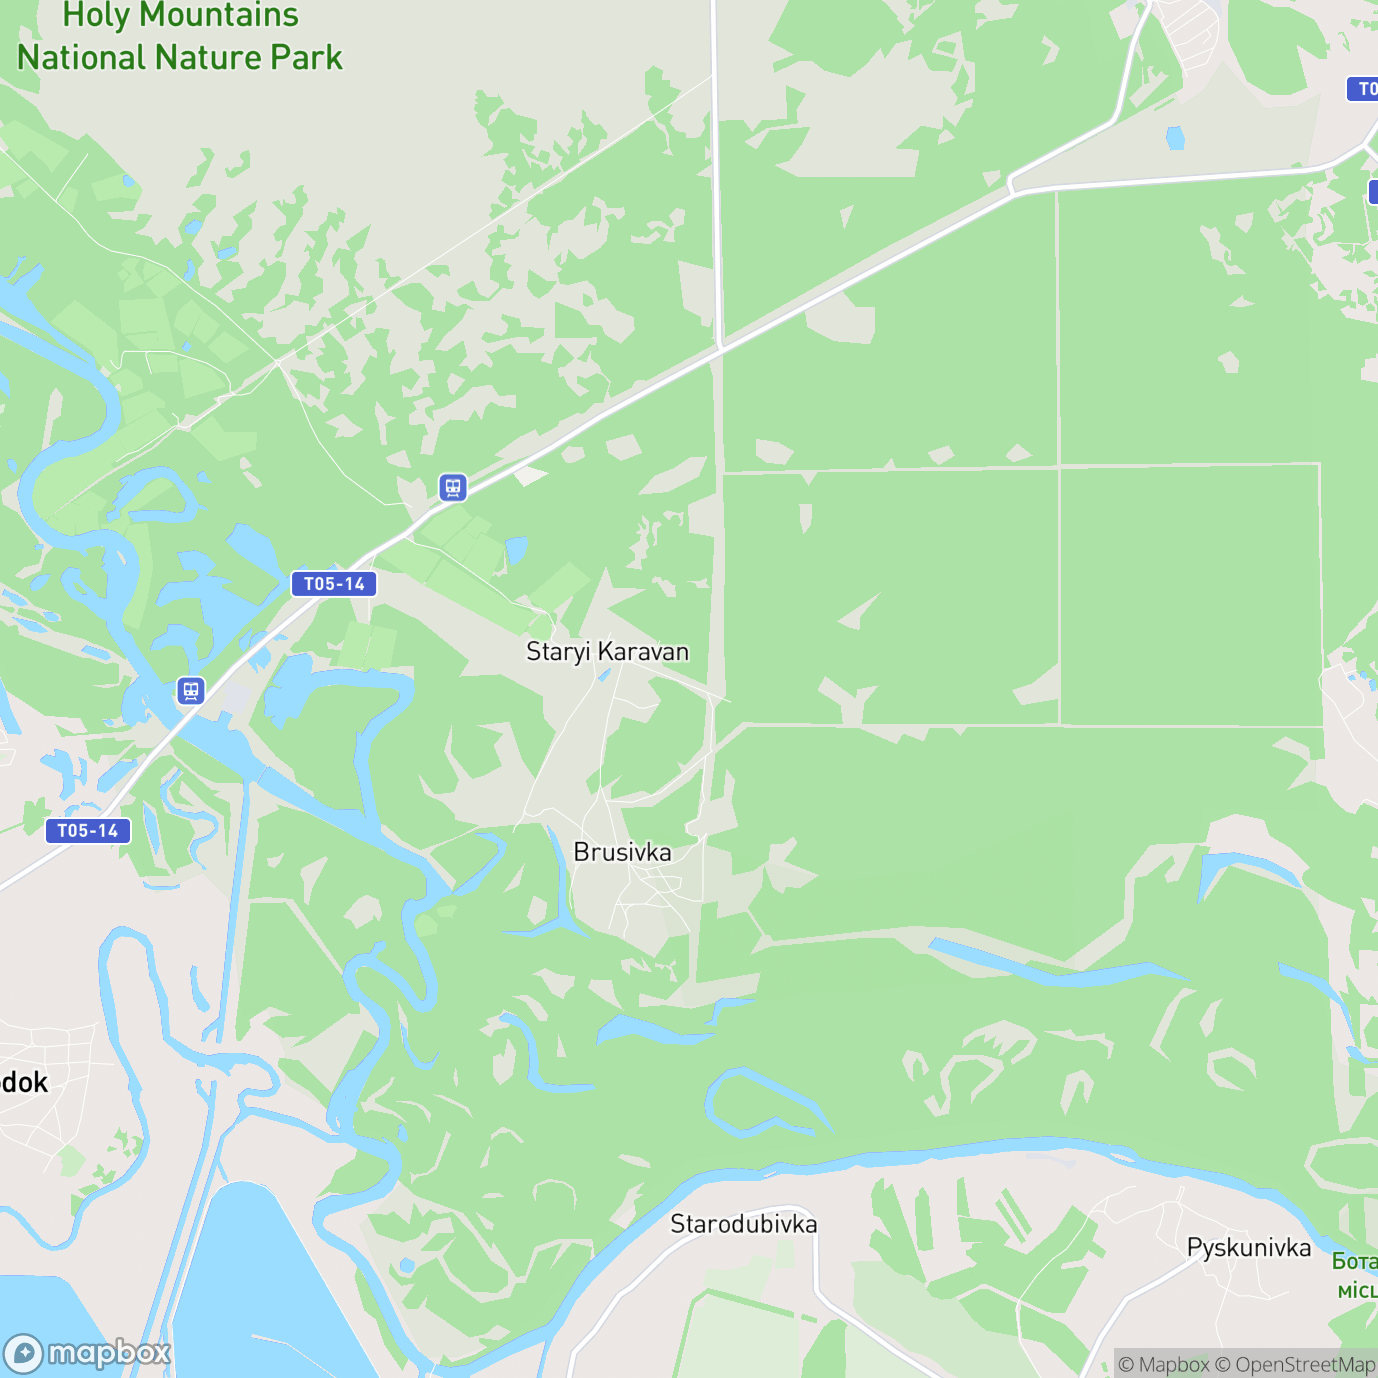 Holy Mountains
National Nature Park
T05-14
Staryi Karavan
T05-14
Brusivka
Starodubivka
Pyskunivka
mapbox
© Mapbox © OpenStreetMap